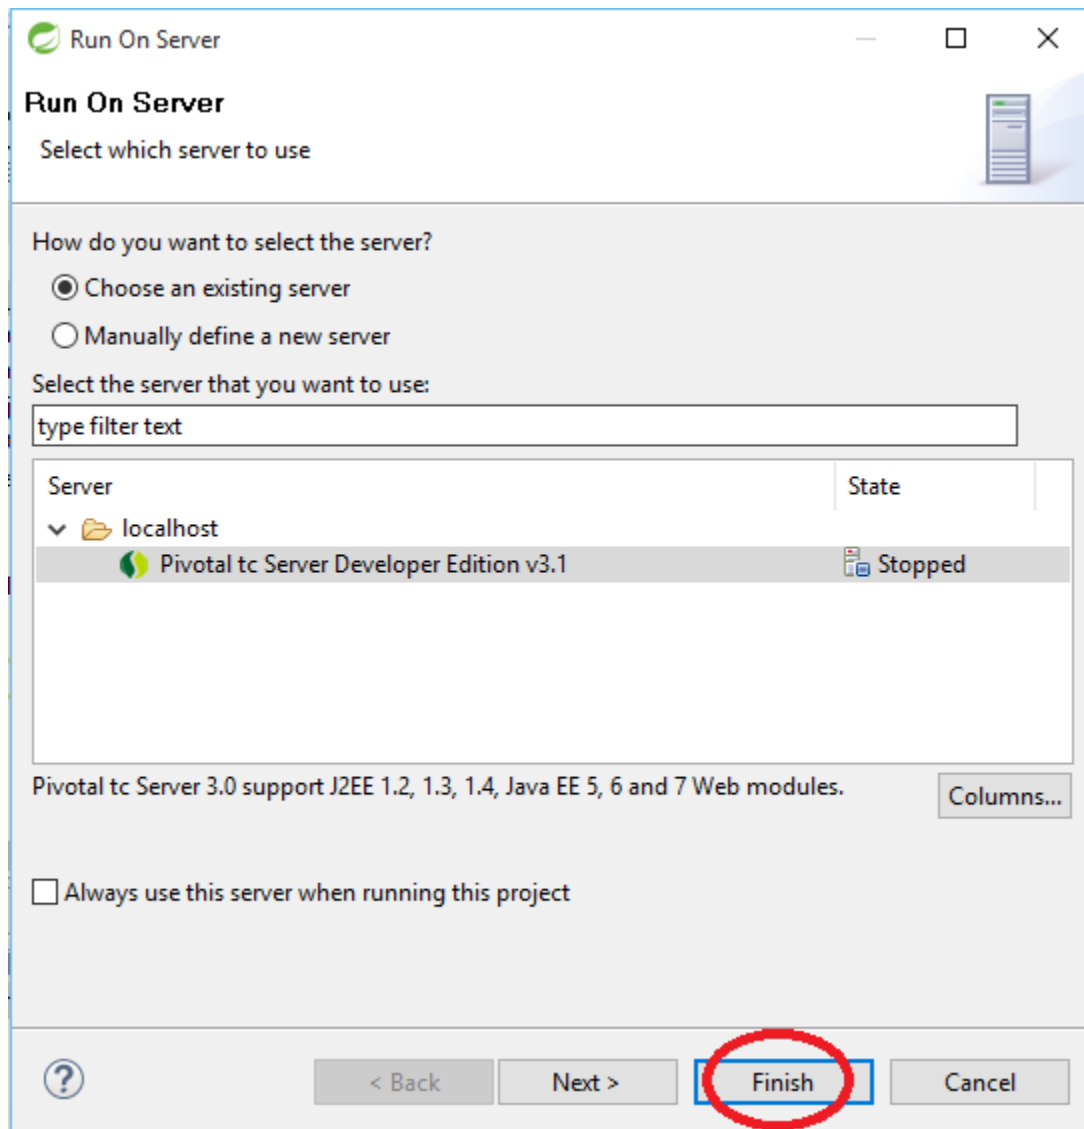 Run On Server
Run On Server
Select which server to use
How do you want to select the server?
Choose an existing server
Manually define a new server
Select the server that you want to use:
type filter text
Server State
localhost
Pivotal tc Server Developer Edition v3.1 Stopped
Pivotal tc Server 3.0 support J2EE 1.2, 1.3, 1.4, Java EE 5, 6 and 7 Web modules.
Columns...
Always use this server when running this project
? < Back Next > Finish Cancel